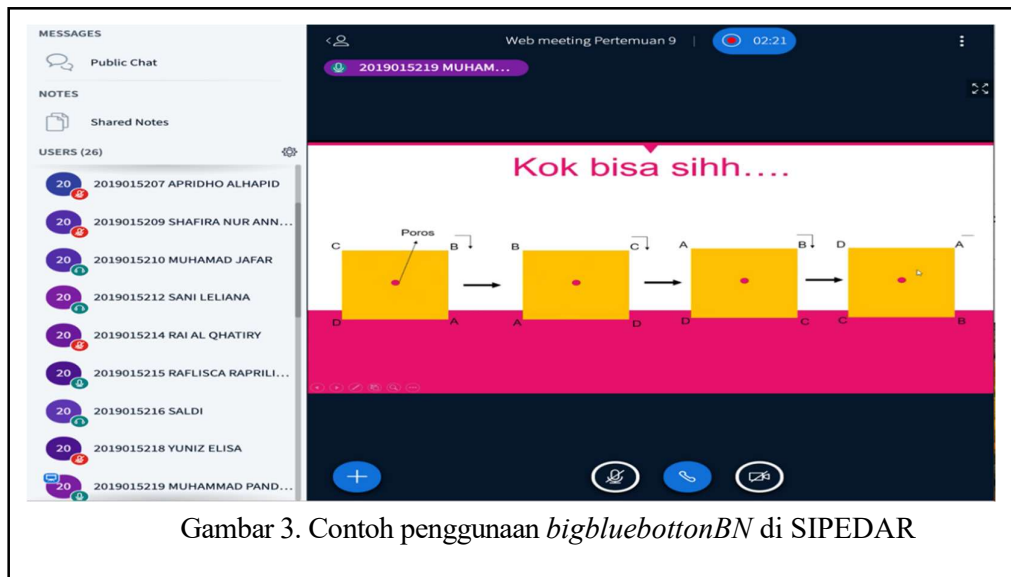 MESSAGES
Public Chat
NOTES
Shared Notes
USERS (26)
20 2019015207 APRIDHO ALHAPID
20 2019015209 SHAFIRA NUR ANN...
20 2019015210 MUHAMAD JAFAR
20 2019015212 SANI LELIANA
20 2019015214 RAI AL QHATIRY
20 2019015215 RAFLISCA RAPRILI...
20 2019015216 SALDI
20 2019015218 YUNIZ ELISA
20 2019015219 MUHAMMAD PAND...
Web meeting Pertemuan 9 | 02:21
2019015219 MUHAM...
Kok bisa sihh....
Poros
C B B C A B D A
D A A D D C C B
Gambar 3. Contoh penggunaan bigbluebottonBN di SIPEDAR